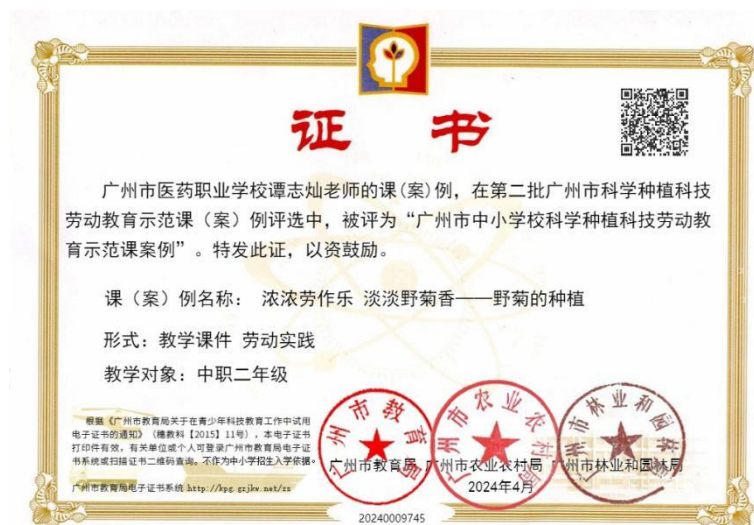 证 书
广州市医药职业学校谭志灿老师的课(案)例，在第二批广州市科学种植科技
劳动教育示范课（案）例评选中，被评为“广州市中小学校科学种植科技劳动教
育示范课案例”。特发此证，以资鼓励。
课（案）例名称： 浓浓劳作乐 淡淡野菊香——野菊的种植
形式：教学课件 劳动实践
教学对象：中职二年级
根据《广州市教育局关于在青少年科技教育工作中试用
电子证书的通知》（穗教科【2015】11号），本电子证书
打印件有效，有关单位或个人可登录广州市教育局电子证
书系统或扫描证书二维码查询。不作为中小学招生入学依据。
广州市教育局电子证书系统 http://kpg.gzjkw.net/zs
广州市教育局
广州市农业农村局
广州市林业和园林局
广州市教育局 广州市农业农村局 广州市林业和园林局
2024年4月
20240009745